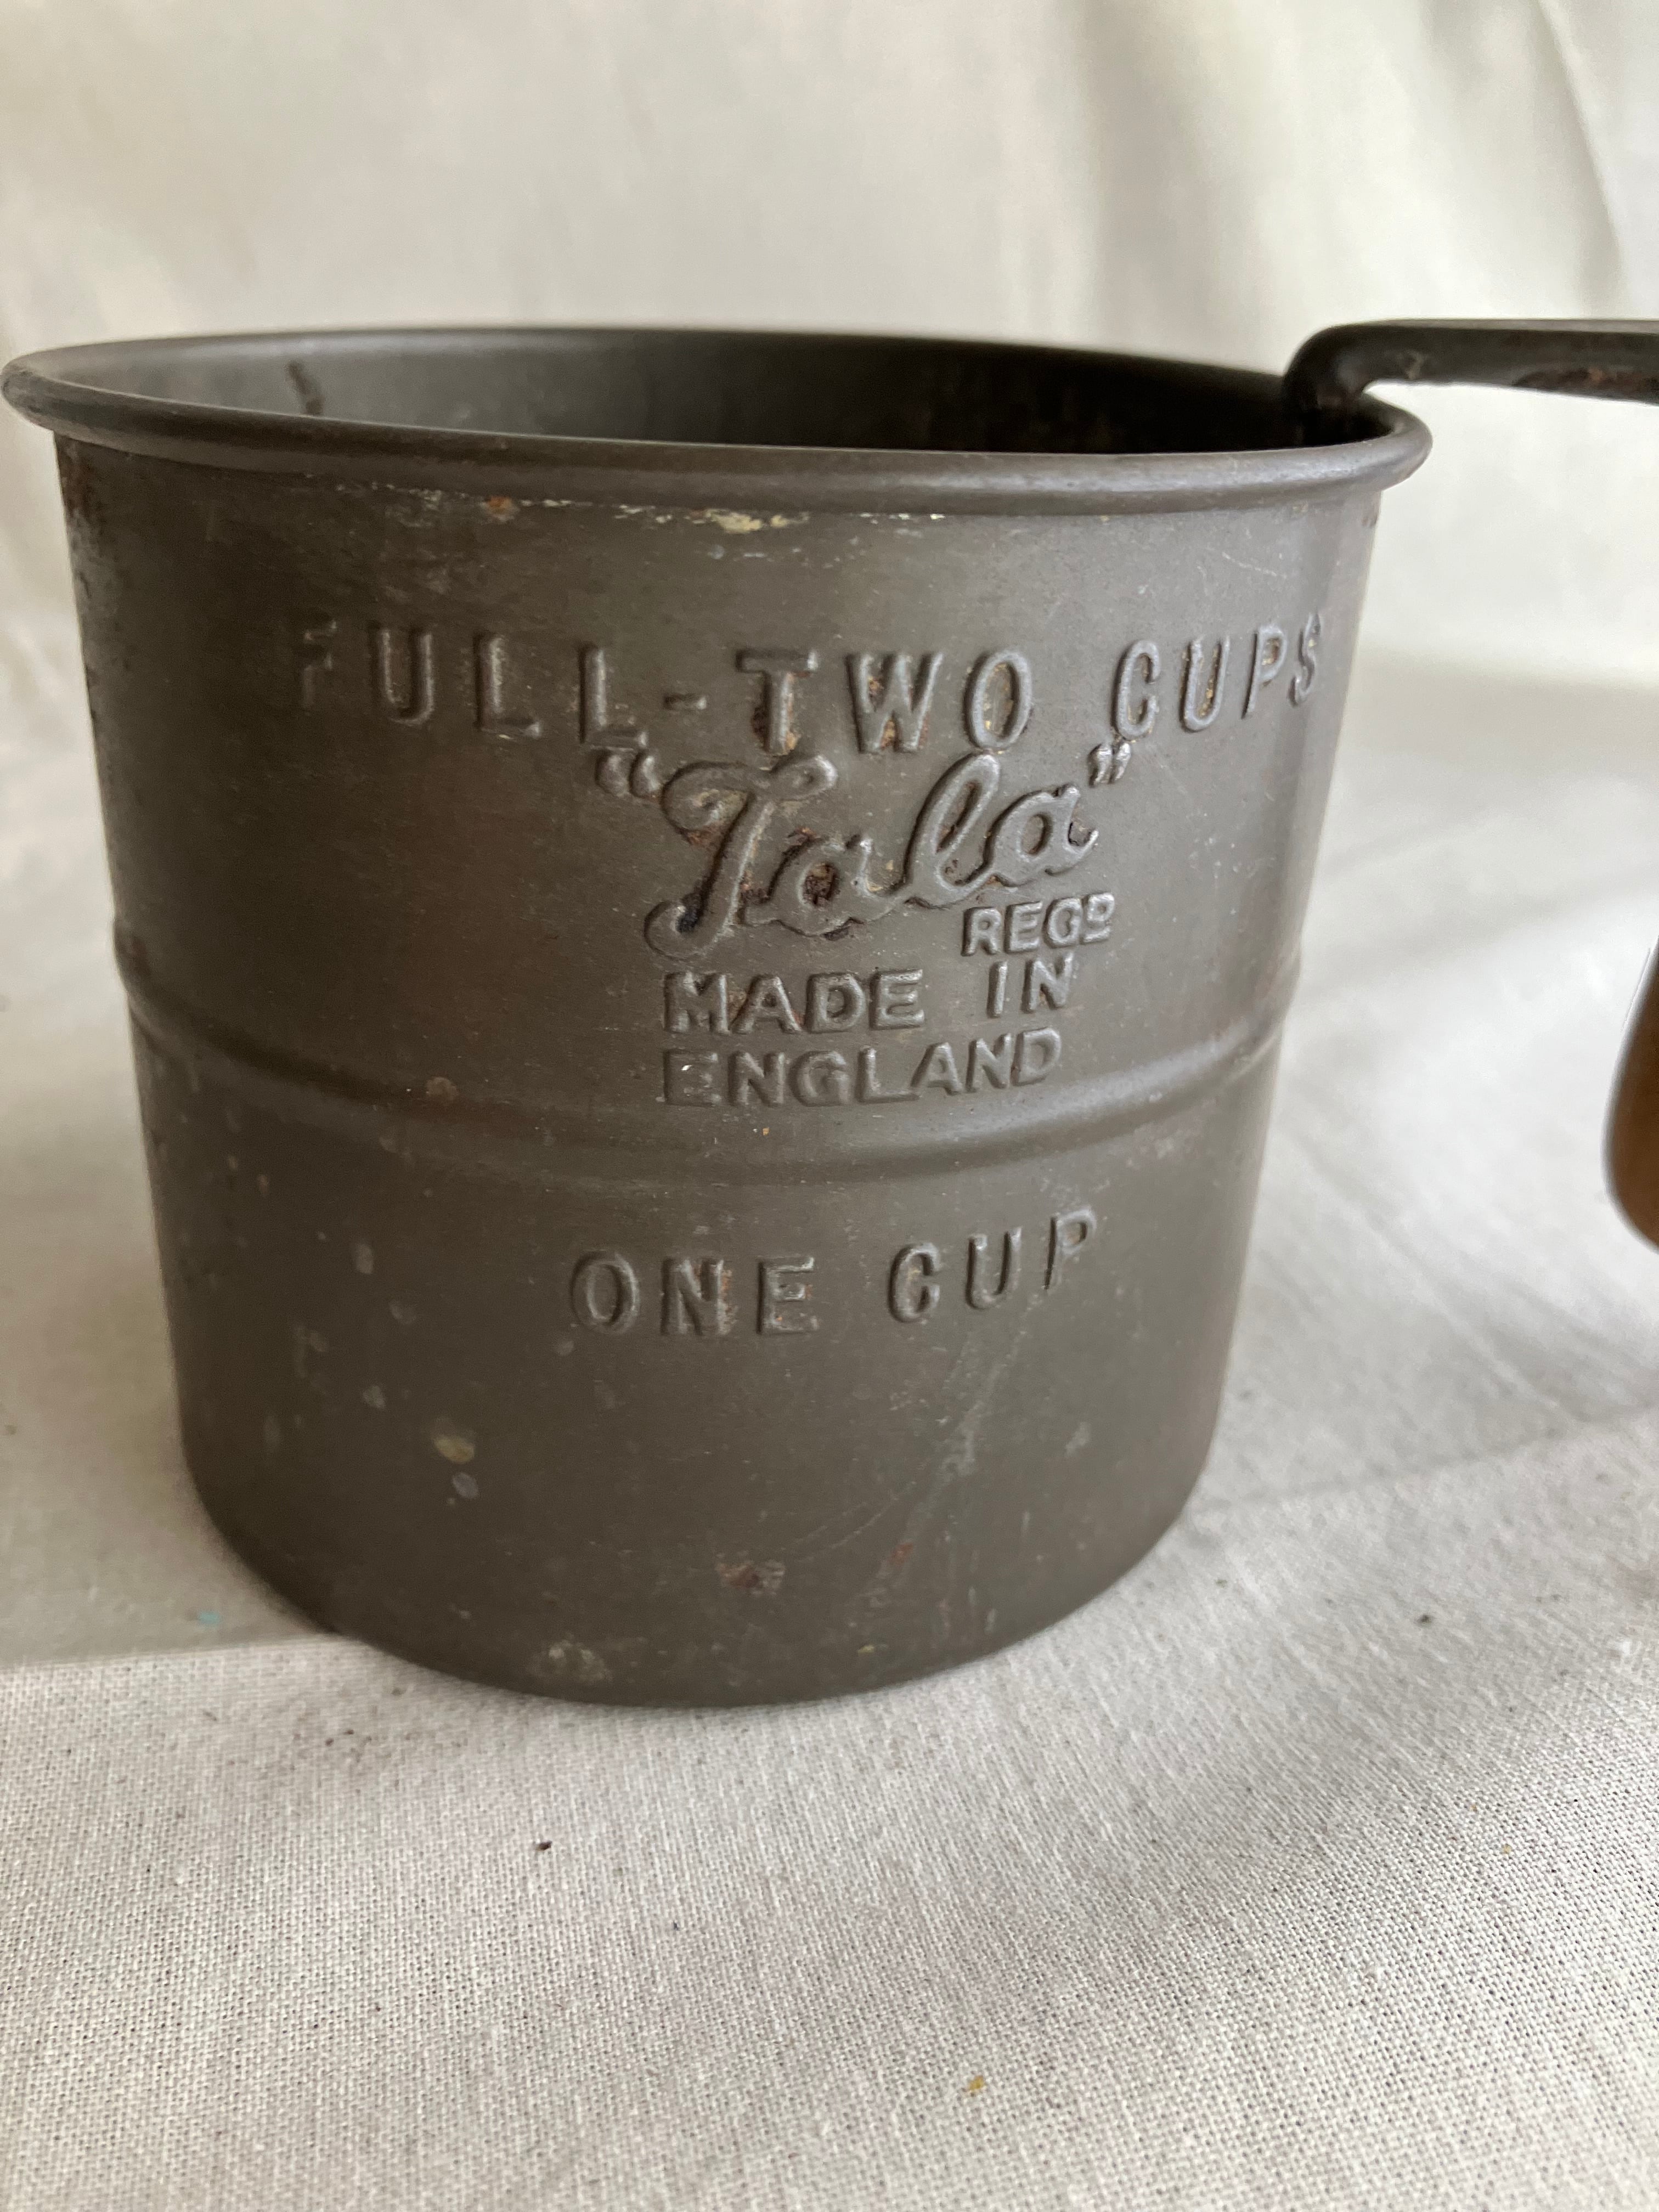 FULL-TWO CUPS
"Tala"
REGD
MADE IN
ENGLAND
ONE CUP